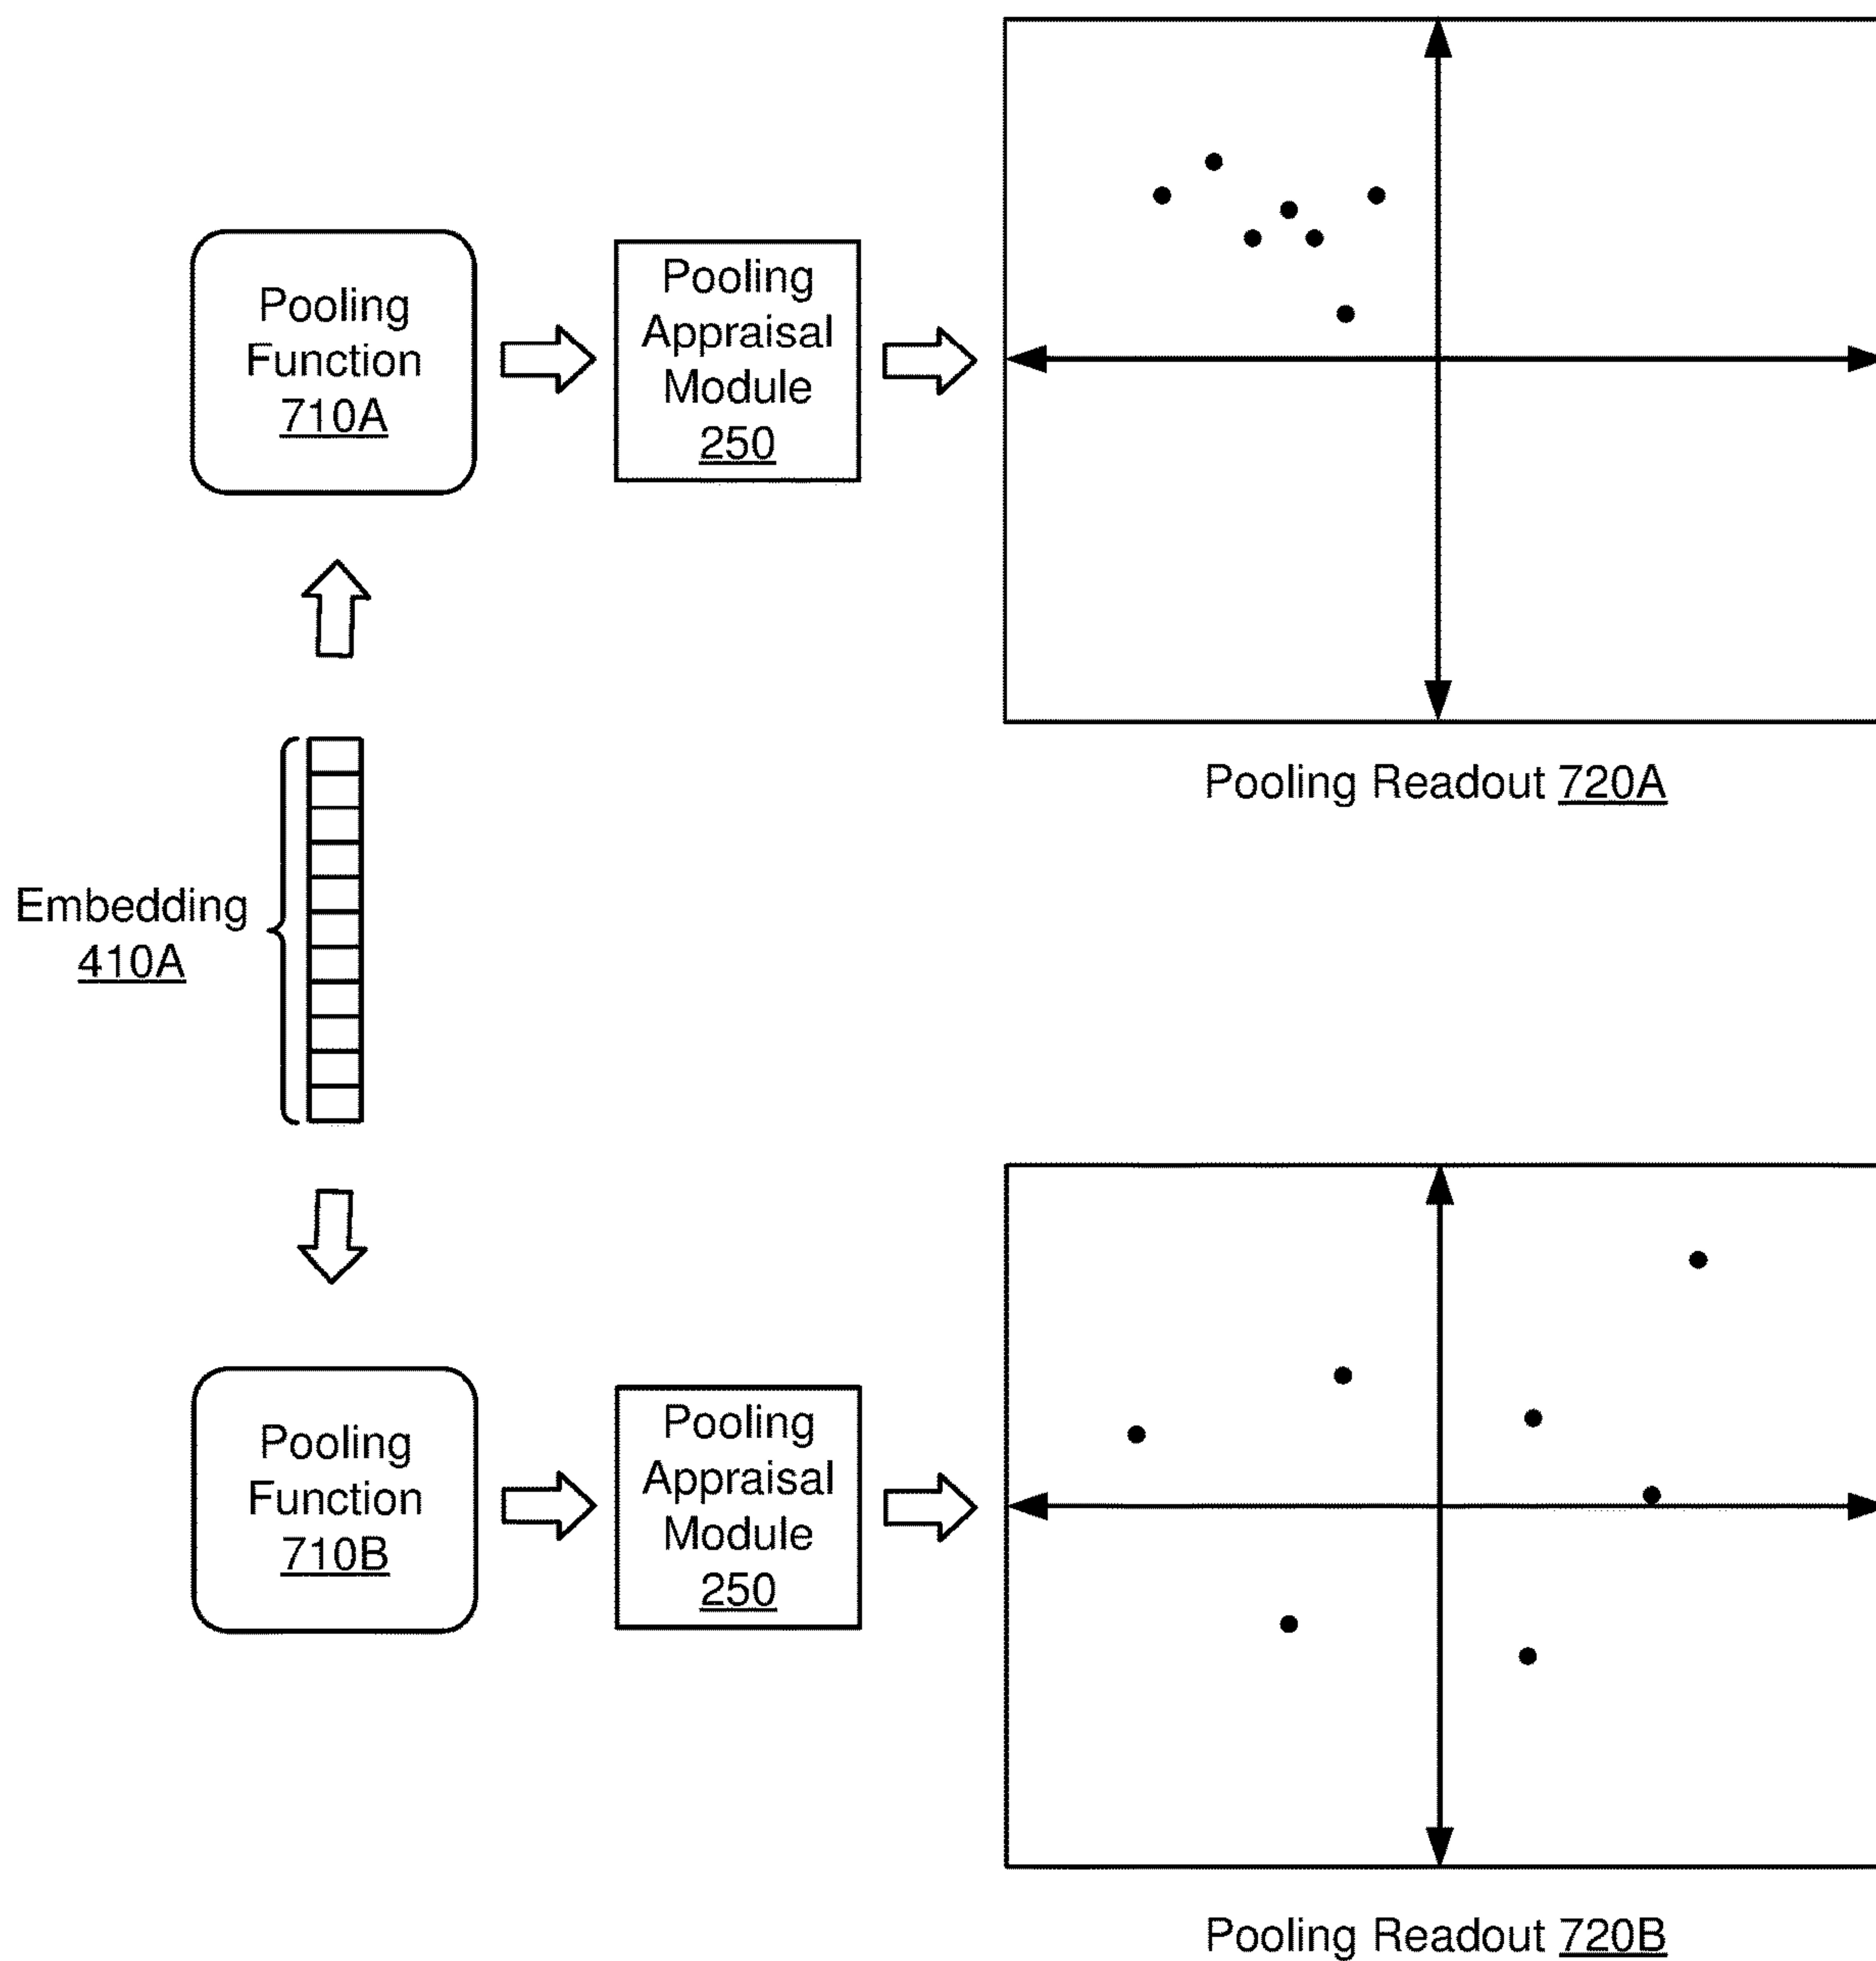 Pooling
Function
710A
Pooling
Appraisal
Module
250
Pooling Readout 720A
Embedding
410A
Pooling
Function
710B
Pooling
Appraisal
Module
250
Pooling Readout 720B